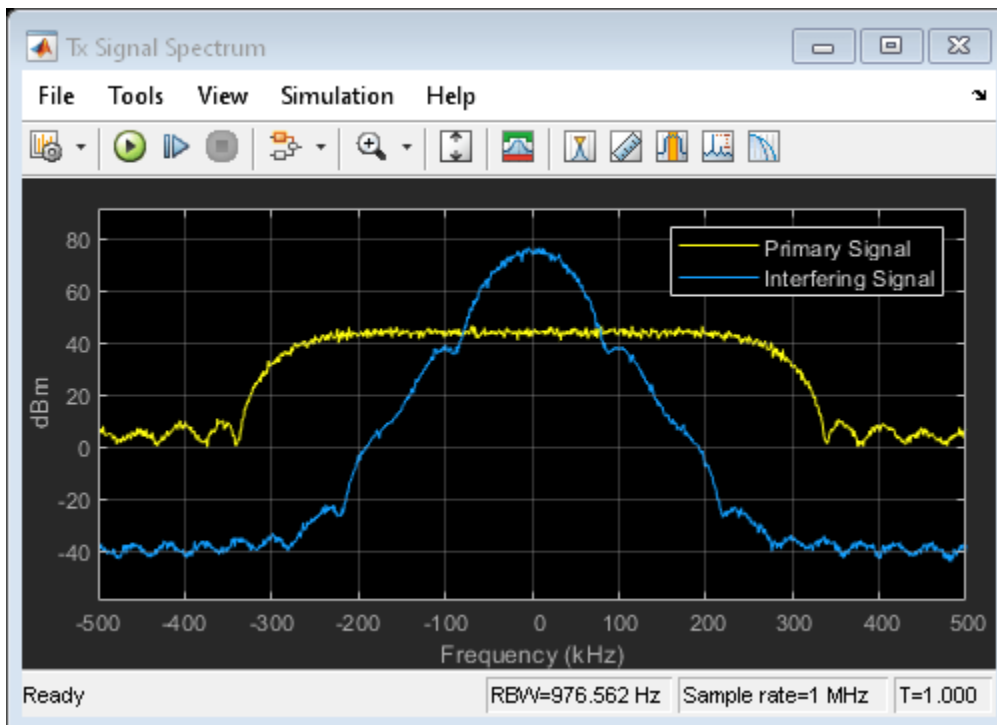 Tx Signal Spectrum
File Tools View Simulation Help
Primary Signal
Interfering Signal
80
60
40
20
0
-20
-40
dBm
-500 -400 -300 -200 -100 0 100 200 300 400 500
Frequency (kHz)
Ready RBW=976.562 Hz Sample rate=1 MHz T=1.000